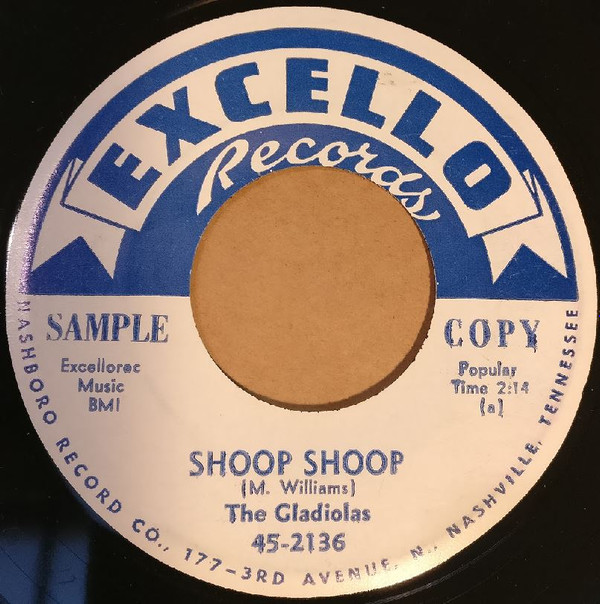 EXCELLO
Records
SAMPLE
COPY
Excellorec
Music
BMI
Popular
Time 2:14
(a)
SHOOP SHOOP
(M. Williams)
The Gladiolas
45-2136
NASHBORO RECORD CO., 177-3RD AVENUE, N., NASHVILLE, TENNESSEE